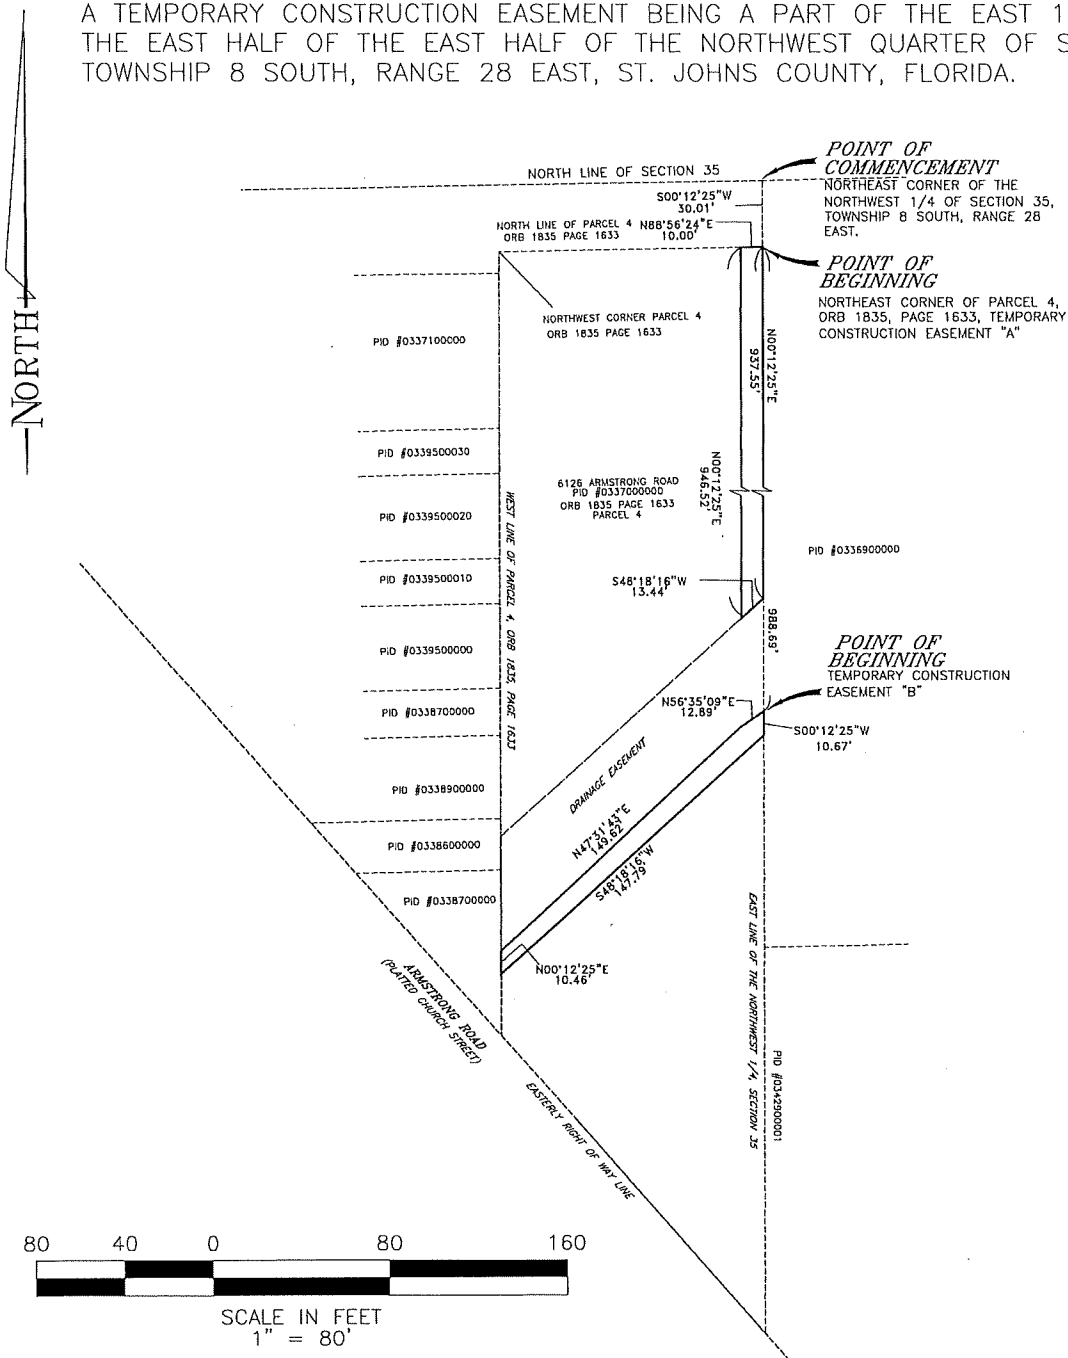 A TEMPORARY CONSTRUCTION EASEMENT BEING A PART OF THE EAST 1
THE EAST HALF OF THE EAST HALF OF THE NORTHWEST QUARTER OF S
TOWNSHIP 8 SOUTH, RANGE 28 EAST, ST. JOHNS COUNTY, FLORIDA.
NORTH
NORTH LINE OF SECTION 35
POINT OF
COMMENCEMENT
NORTHEAST CORNER OF THE
NORTHWEST 1/4 OF SECTION 35,
TOWNSHIP 8 SOUTH, RANGE 28
EAST.
S00°12'25"W
30.01'
NORTH LINE OF PARCEL 4
ORB 1835 PAGE 1633
N88°56'24"E
10.00'
POINT OF
BEGINNING
NORTHEAST CORNER OF PARCEL 4,
ORB 1835, PAGE 1633, TEMPORARY
CONSTRUCTION EASEMENT "A"
NORTHWEST CORNER PARCEL 4
ORB 1835 PAGE 1633
PID #0337100000
N00°12'25"E
937.55'
PID #0339500030
6126 ARMSTRONG ROAD
PID #0337000000
ORB 1835 PAGE 1633
PARCEL 4
N00°12'25"E
946.52'
PID #0339500020
WEST LINE OF PARCEL 4, ORB 1835, PAGE 1633
PID #0336900000
PID #0339500010
S48°18'16"W
13.44'
988.69'
PID #0339500000
POINT OF
BEGINNING
TEMPORARY CONSTRUCTION
EASEMENT "B"
PID #0338700000
N56°35'09"E
12.89'
S00°12'25"W
10.67'
DRAINAGE EASEMENT
PID #0338900000
N47°31'43"E
149.62'
PID #0338600000
S48°18'16"W
147.79'
PID #0338700000
N00°12'25"E
10.46'
ARMSTRONG ROAD
(PLATTED CHURCH STREET)
EAST LINE OF THE NORTHWEST 1/4, SECTION 35
PID #0342900001
EASTERLY RIGHT OF WAY LINE
80 40 0 80 160
SCALE IN FEET
1" = 80'